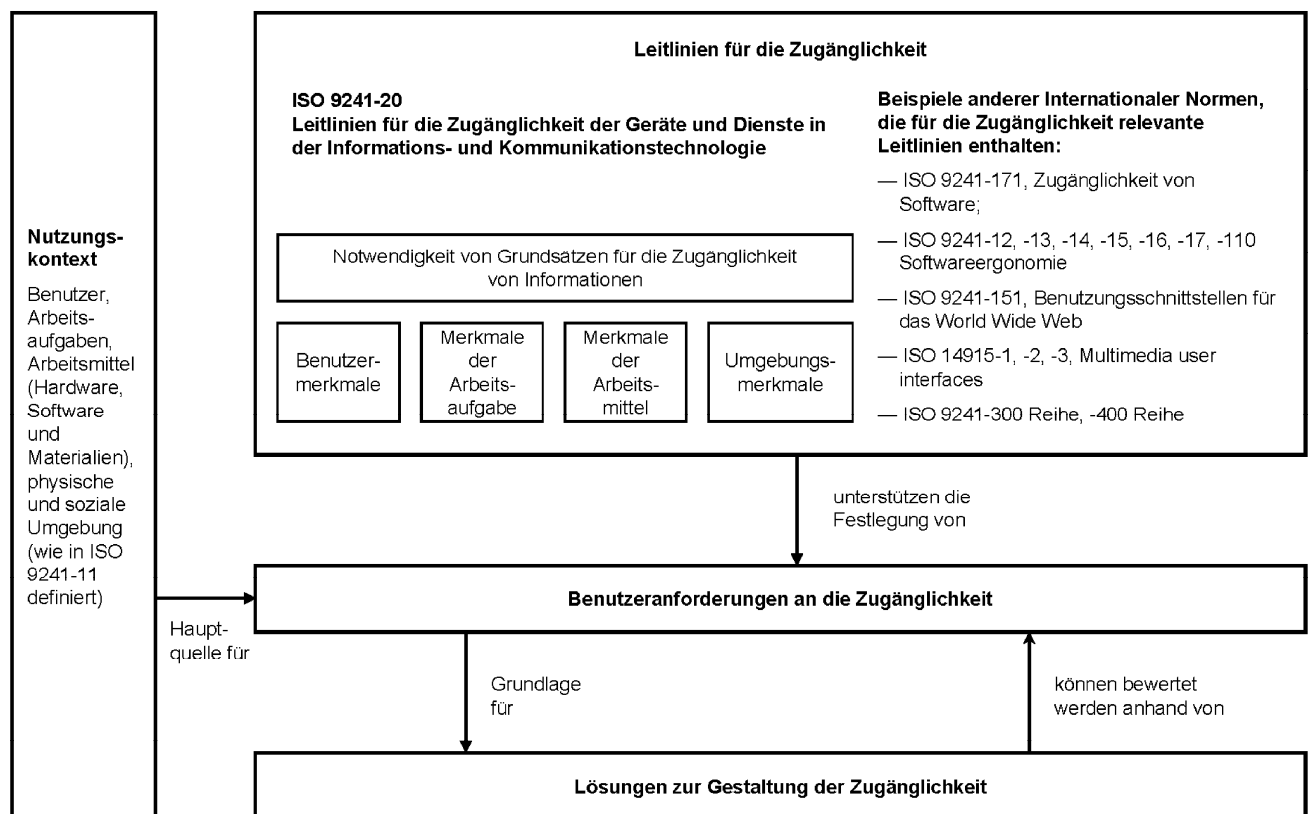 Leitlinien für die Zugänglichkeit
ISO 9241-20
Leitlinien für die Zugänglichkeit der Geräte und Dienste in
der Informations- und Kommunikationstechnologie
Notwendigkeit von Grundsätzen für die Zugänglichkeit
von Informationen
Benutzer-
merkmale
Merkmale
der
Arbeits-
aufgabe
Merkmale
der
Arbeits-
mittel
Umgebungs-
merkmale
Beispiele anderer Internationaler Normen,
die für die Zugänglichkeit relevante
Leitlinien enthalten:
— ISO 9241-171, Zugänglichkeit von
Software;
— ISO 9241-12, -13, -14, -15, -16, -17, -110
Softwareergonomie
— ISO 9241-151, Benutzungsschnittstellen für
das World Wide Web
— ISO 14915-1, -2, -3, Multimedia user
interfaces
— ISO 9241-300 Reihe, -400 Reihe
Nutzungs-
kontext
Benutzer,
Arbeits-
aufgaben,
Arbeitsmittel
(Hardware,
Software
und
Materialien),
physische
und soziale
Umgebung
(wie in ISO
9241-11
definiert)
unterstützen die
Festlegung von
Haupt-
quelle für
Benutzeranforderungen an die Zugänglichkeit
Grundlage
für
können bewertet
werden anhand von
Lösungen zur Gestaltung der Zugänglichkeit